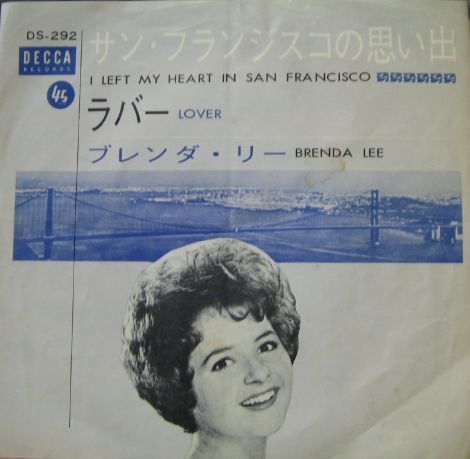 DS-292
DECCA
RECORDS
45
サン・フランシスコの思い出
I LEFT MY HEART IN SAN FRANCISCO
ラバー LOVER
ブレンダ・リー BRENDA LEE